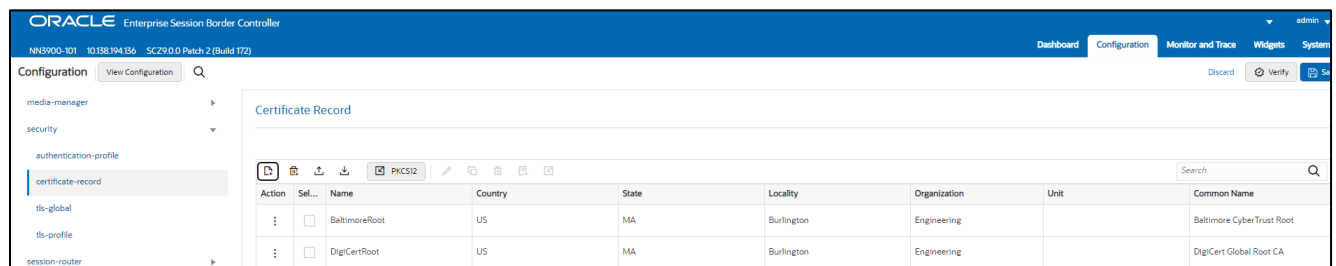 ORACLE Enterprise Session Border Controller
admin
NN3900-101 10.138.194.136 SCZ9.0.0 Patch 2 (Build 172)
Dashboard Configuration Monitor and Trace Widgets System
Configuration View Configuration
Discard Verify Sa
media-manager
security
authentication-profile
certificate-record
tls-global
tls-profile
session-router
Certificate Record
PKCS12
Search
Action Sel... Name Country State Locality Organization Unit Common Name
BaltimoreRoot US MA Burlington Engineering Baltimore CyberTrust Root
DigiCertRoot US MA Burlington Engineering DigiCert Global Root CA